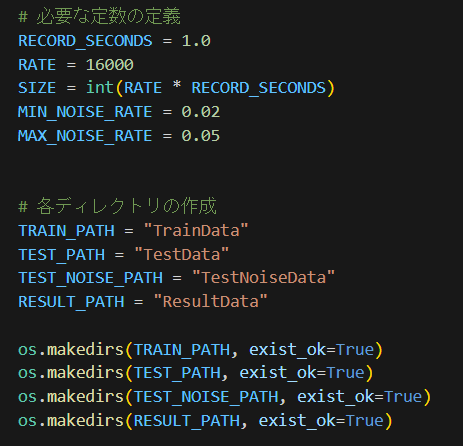 # 必要な定数の定義
RECORD_SECONDS = 1.0
RATE = 16000
SIZE = int(RATE * RECORD_SECONDS)
MIN_NOISE_RATE = 0.02
MAX_NOISE_RATE = 0.05
# 各ディレクトリの作成
TRAIN_PATH = "TrainData"
TEST_PATH = "TestData"
TEST_NOISE_PATH = "TestNoiseData"
RESULT_PATH = "ResultData"
os.makedirs(TRAIN_PATH, exist_ok=True)
os.makedirs(TEST_PATH, exist_ok=True)
os.makedirs(TEST_NOISE_PATH, exist_ok=True)
os.makedirs(RESULT_PATH, exist_ok=True)